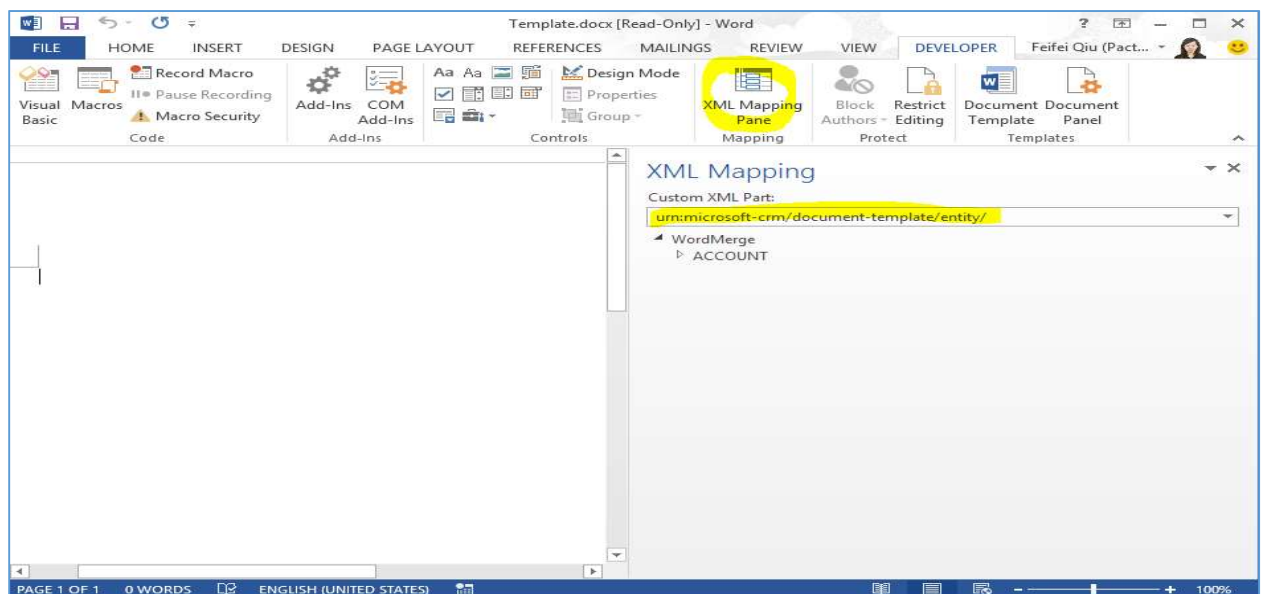 Template.docx [Read-Only] - Word
FILE HOME INSERT DESIGN PAGE LAYOUT REFERENCES MAILINGS REVIEW VIEW DEVELOPER Feifei Qiu (Pact...
Visual Basic
Macros
Record Macro
Pause Recording
Macro Security
Code
Add-Ins
COM Add-Ins
Add-Ins
Aa Aa
Design Mode
Properties
Group
Controls
XML Mapping Pane
Mapping
Block Authors
Restrict Editing
Protect
Document Template
Document Panel
Templates
XML Mapping
Custom XML Part:
urn:microsoft-crm/document-template/entity/
WordMerge
ACCOUNT
PAGE 1 OF 1 0 WORDS ENGLISH (UNITED STATES) 100%